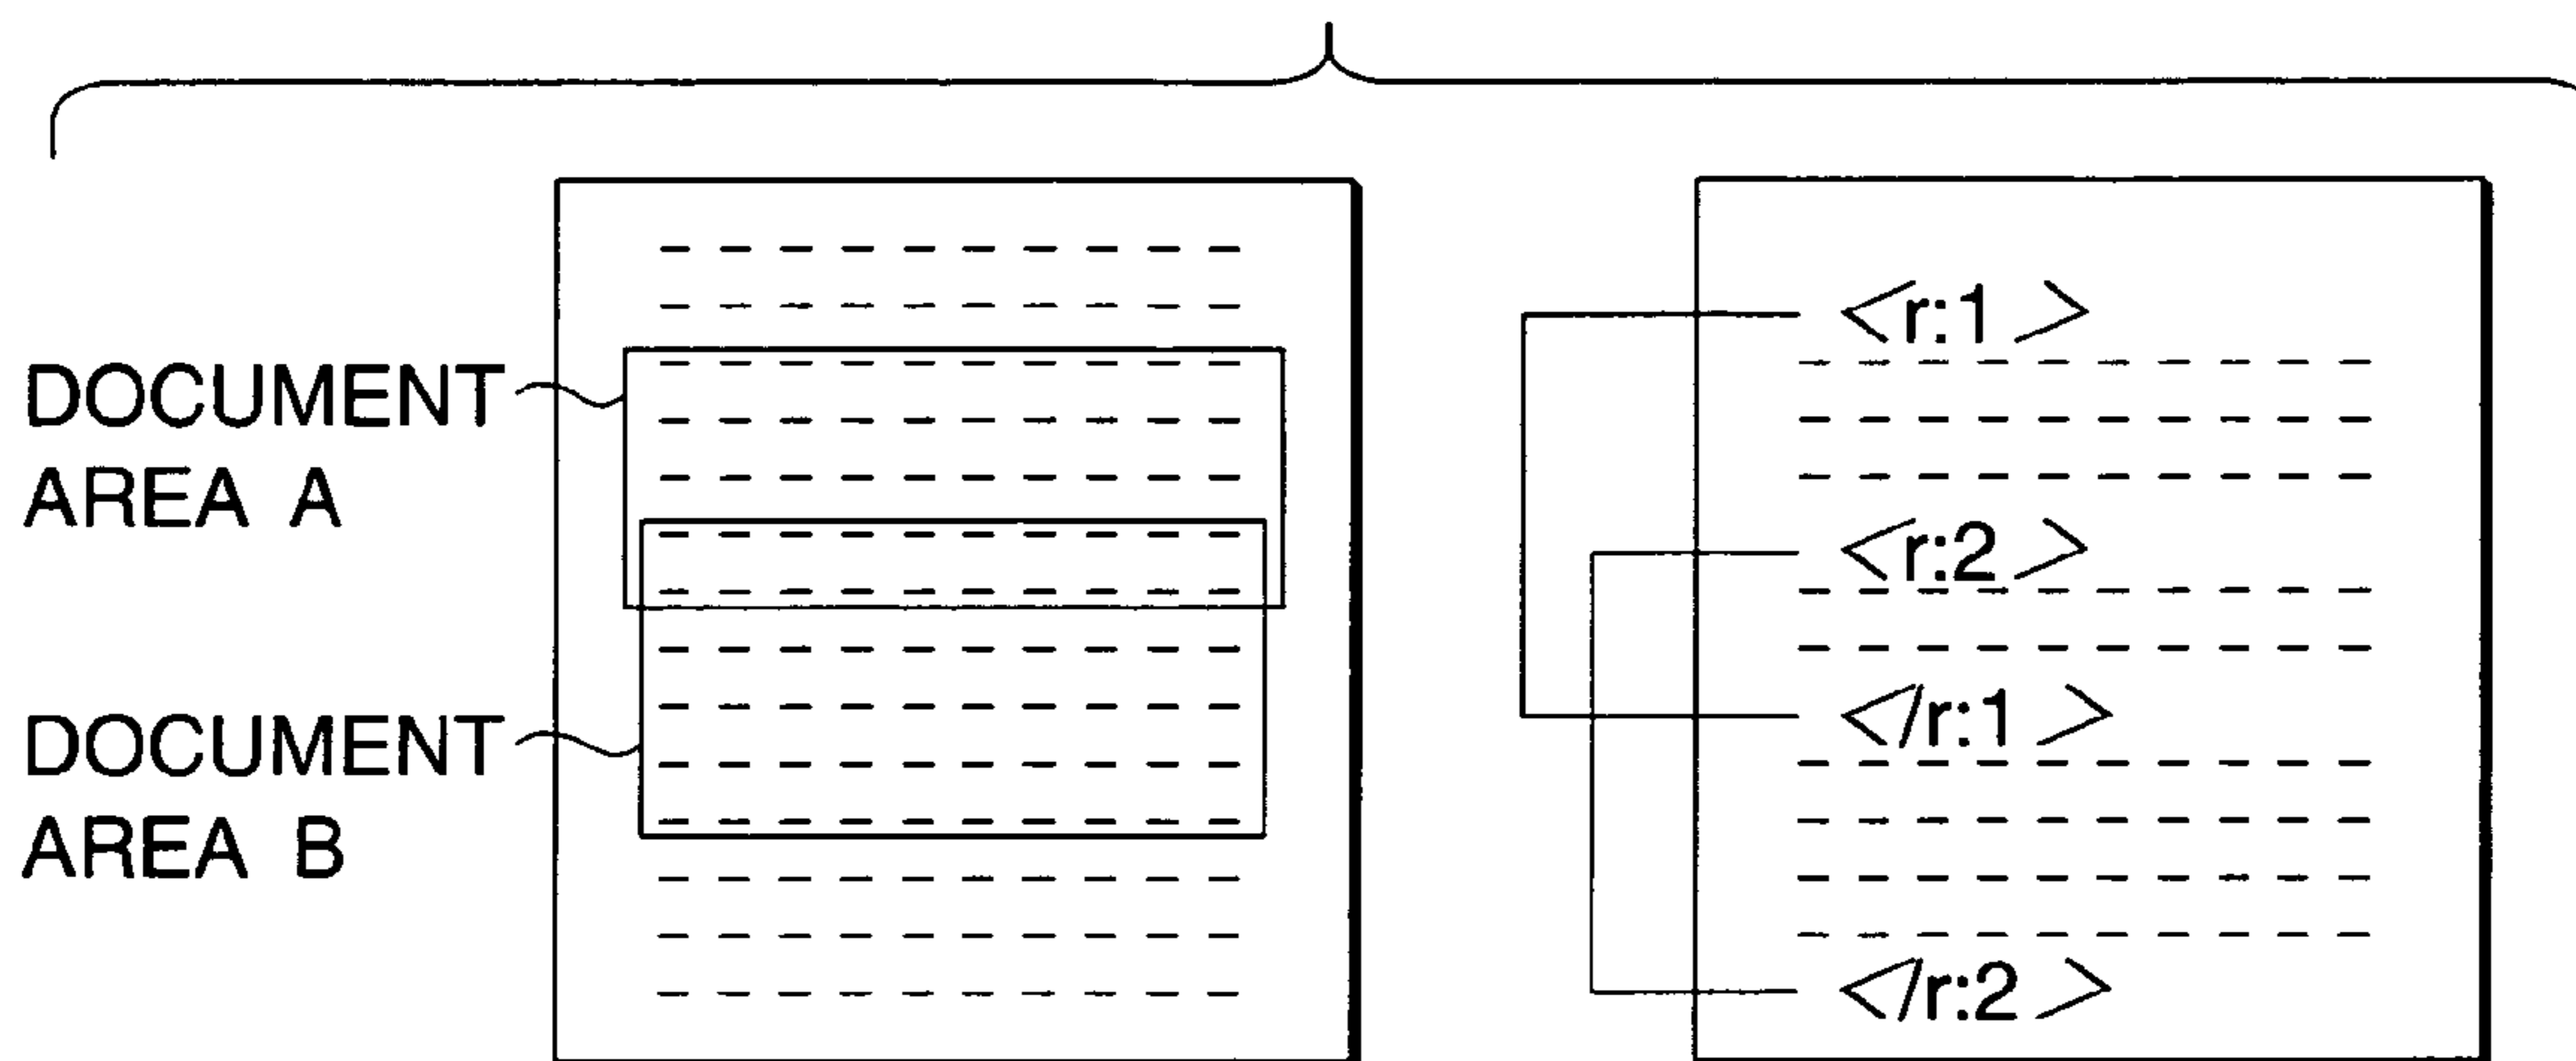 DOCUMENT
AREA A
DOCUMENT
AREA B
<r:1>
<r:2>
</r:1>
</r:2>